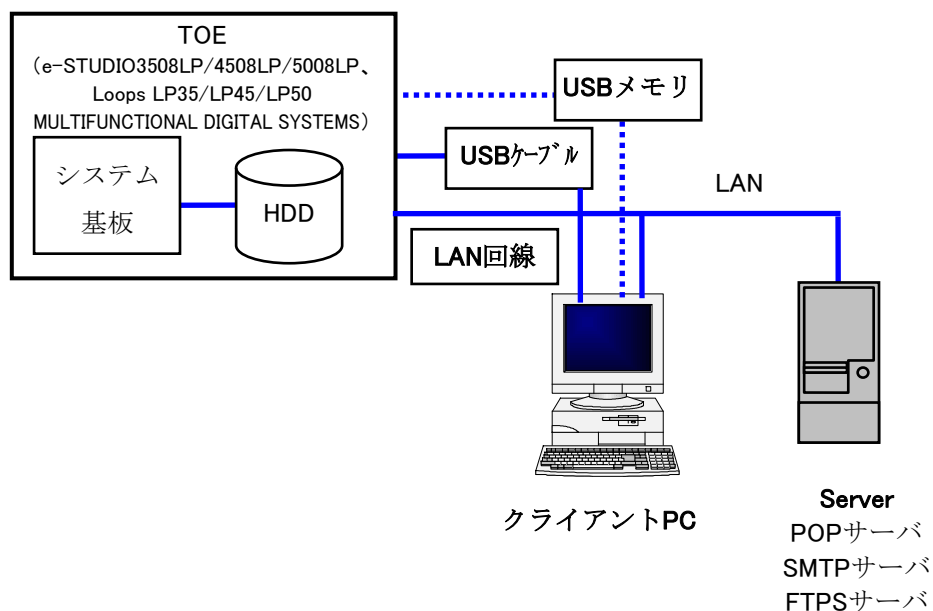 TOE
（e-STUDIO3508LP/4508LP/5008LP、
Loops LP35/LP45/LP50
MULTIFUNCTIONAL DIGITAL SYSTEMS）
システム
基板
HDD
USBメモリ
USBｹｰﾌﾞﾙ
LAN
LAN回線
クライアントPC
Server
POPサーバ
SMTPサーバ
FTPSサーバ